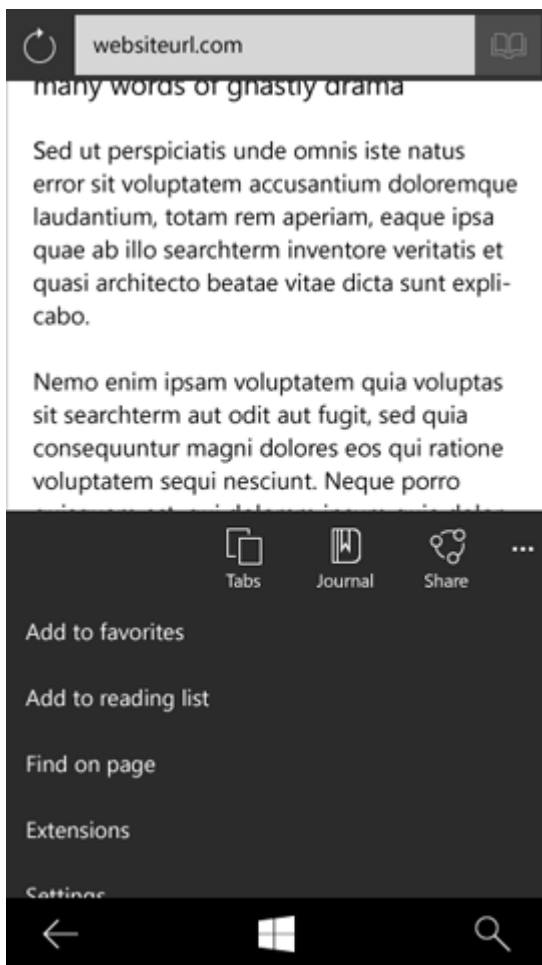 websiteurl.com
many words of ghastly drama
Sed ut perspiciatis unde omnis iste natus
error sit voluptatem accusantium doloremque
laudantium, totam rem aperiam, eaque ipsa
quae ab illo searchterm inventore veritatis et
quasi architecto beatae vitae dicta sunt expli-
cabo.
Nemo enim ipsam voluptatem quia voluptas
sit searchterm aut odit aut fugit, sed quia
consequuntur magni dolores eos qui ratione
voluptatem sequi nesciunt. Neque porro
Tabs Journal Share
Add to favorites
Add to reading list
Find on page
Extensions
Settings